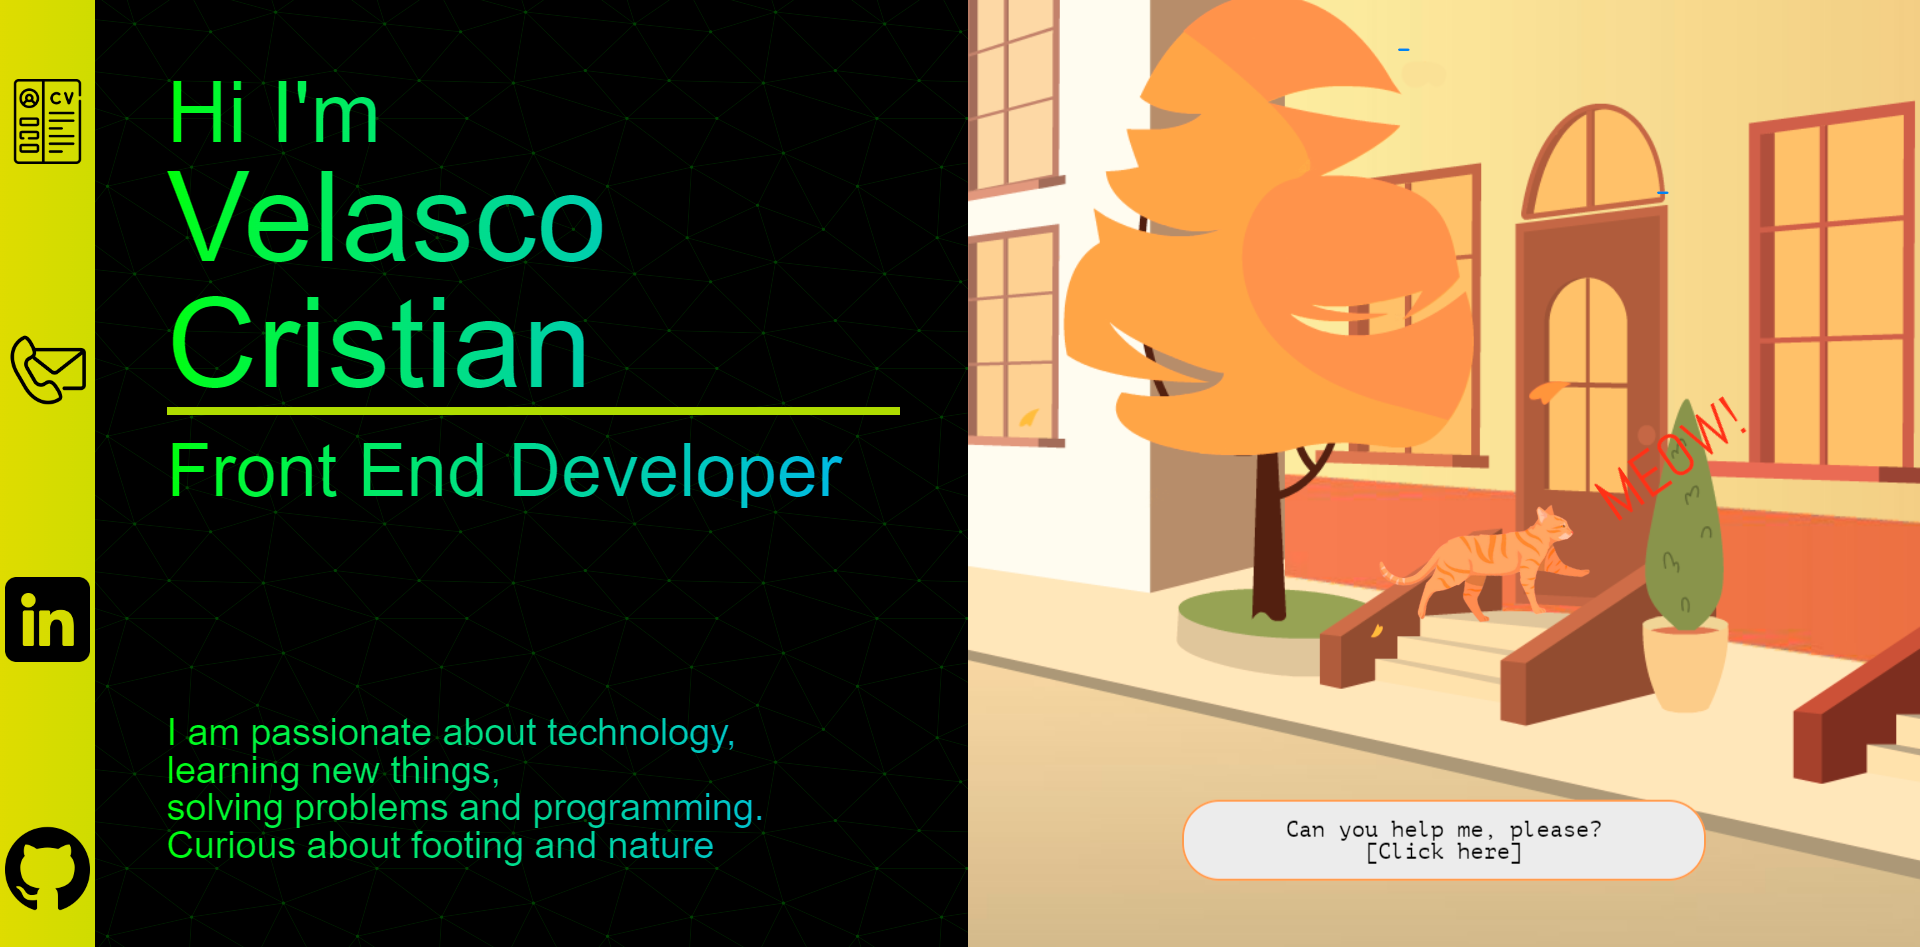 CV
in
Hi I'm
Velasco
Cristian
Front End Developer
I am passionate about technology,
learning new things,
solving problems and programming.
Curious about footing and nature
MEOW!
Can you help me, please?
[Click here]